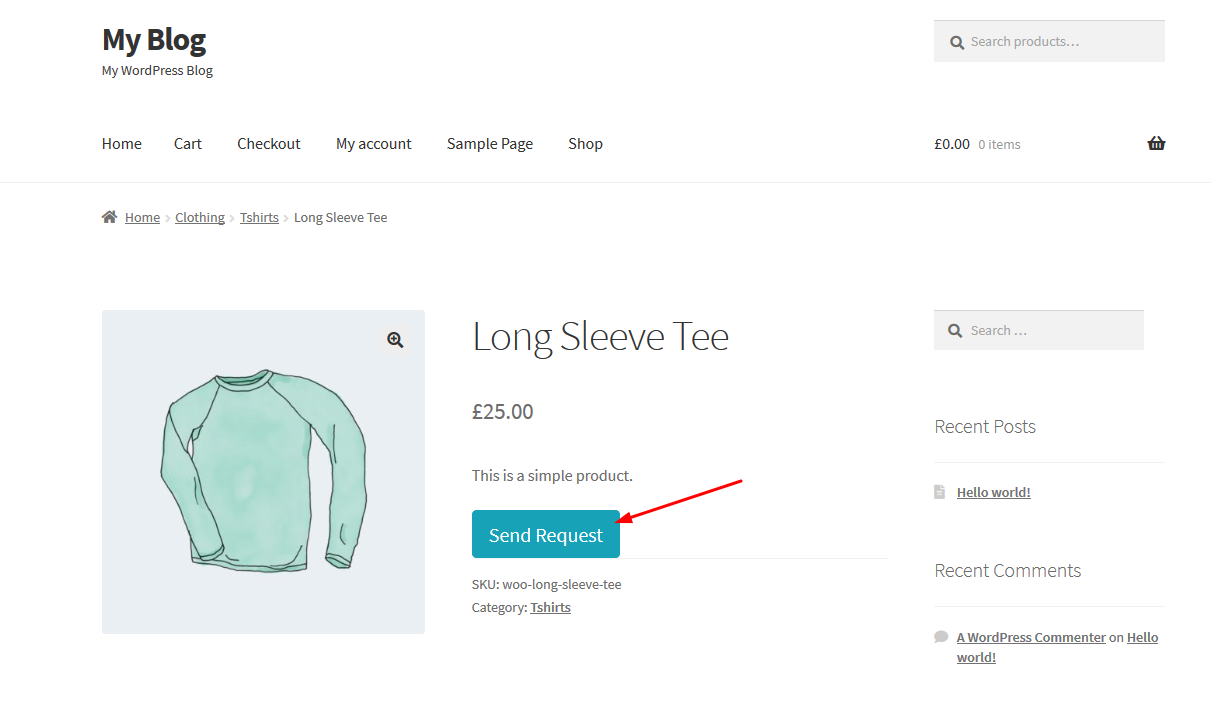 My Blog
My WordPress Blog
Search products…
Home Cart Checkout My account Sample Page Shop
£0.00 0 items
Home Clothing Tshirts Long Sleeve Tee
Long Sleeve Tee
£25.00
This is a simple product.
Send Request
SKU: woo-long-sleeve-tee
Category: Tshirts
Search …
Recent Posts
Hello world!
Recent Comments
A WordPress Commenter on Hello
world!